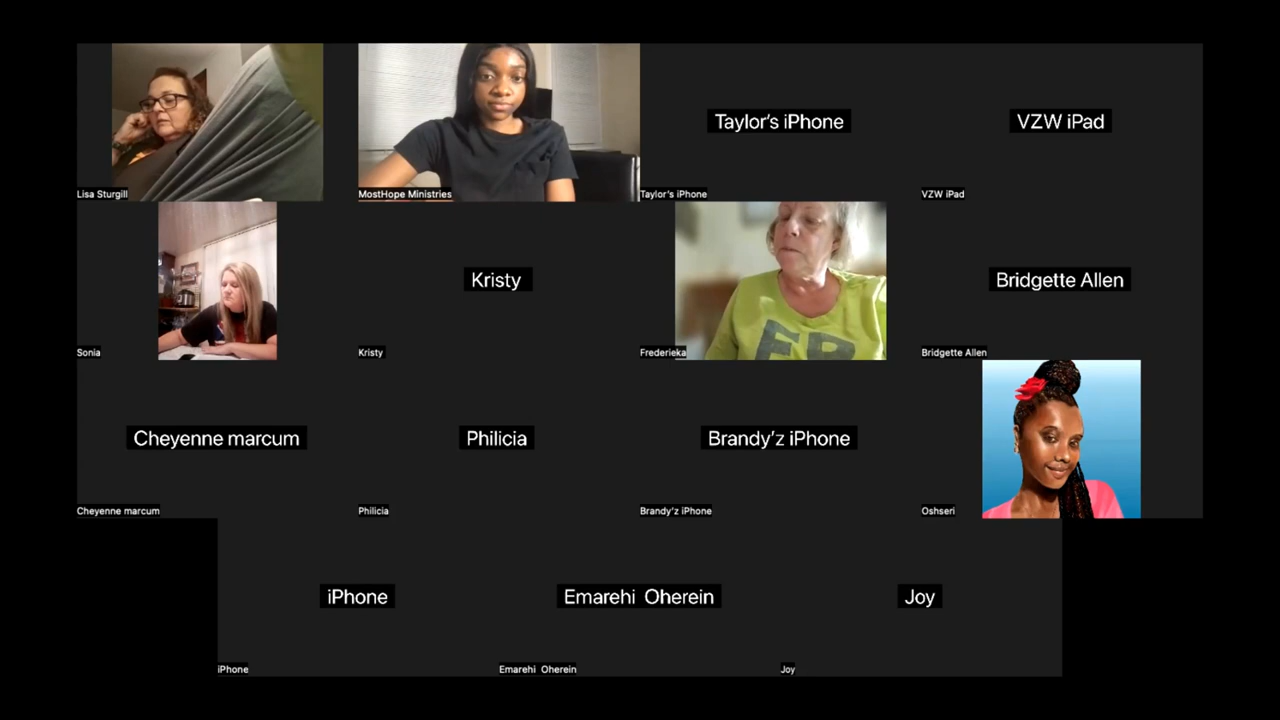 Lisa Sturgill
MostHope Ministries
Taylor's iPhone
Taylor's iPhone
VZW iPad
VZW iPad
Sonia
Kristy
Kristy
Frederieka
Bridgette Allen
Bridgette Allen
Cheyenne marcum
Cheyenne marcum
Philicia
Philicia
Brandy'z iPhone
Brandy'z iPhone
Oshseri
iPhone
iPhone
Emarehi Oherein
Emarehi Oherein
Joy
Joy